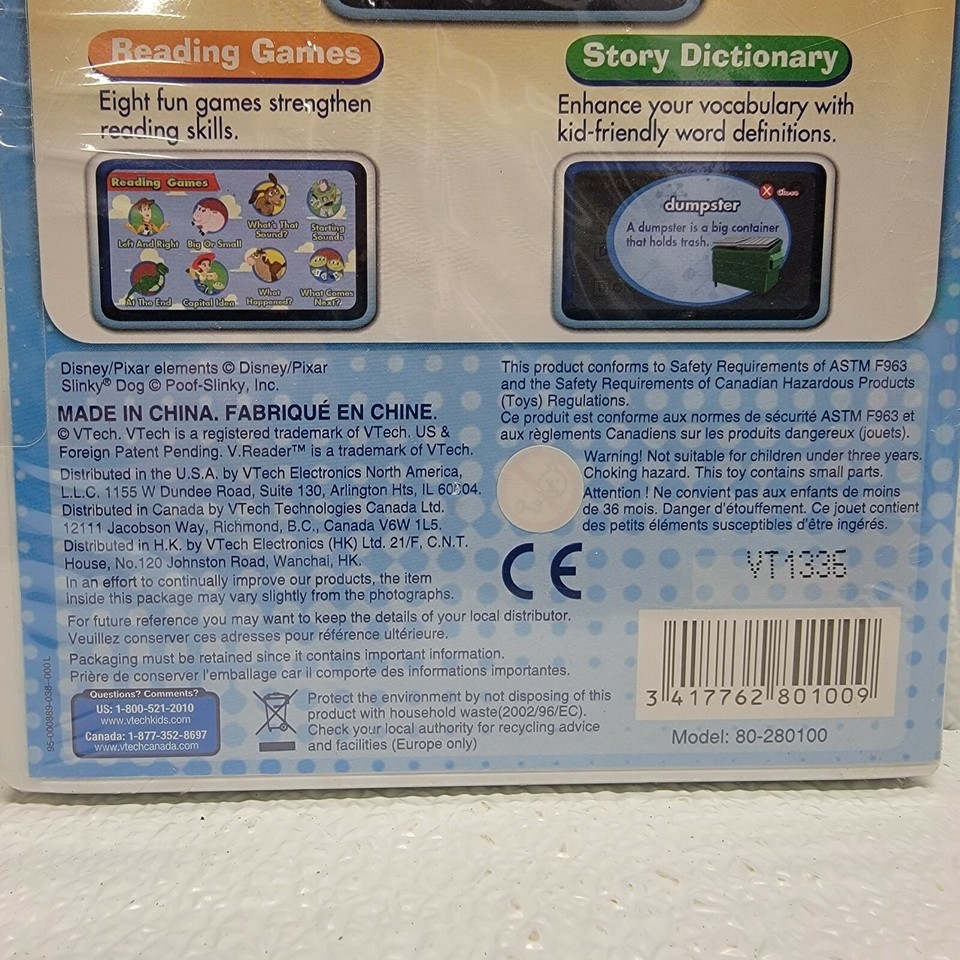 Reading Games
Eight fun games strengthen
reading skills.
Reading Games
Left And Right
Big Or Small
What's That
Sound?
Starting
Sounds
At The End
Capital Idea
What
Happened?
What Comes
Next?
Story Dictionary
Enhance your vocabulary with
kid-friendly word definitions.
X Close
dumpster
A dumpster is a big container
that holds trash.
Disney/Pixar elements © Disney/Pixar
Slinky® Dog © Poof-Slinky, Inc.
MADE IN CHINA. FABRIQUÉ EN CHINE.
© VTech. VTech is a registered trademark of VTech. US &
Foreign Patent Pending. V.Reader™ is a trademark of VTech.
Distributed in the U.S.A. by VTech Electronics North America,
L.L.C. 1155 W Dundee Road, Suite 130, Arlington Hts, IL 60004.
Distributed in Canada by VTech Technologies Canada Ltd.
12111 Jacobson Way, Richmond, B.C., Canada V6W 1L5.
Distributed in H.K. by VTech Electronics (HK) Ltd. 21/F, C.N.T.
House, No.120 Johnston Road, Wanchai, HK.
In an effort to continually improve our products, the item
inside this package may vary slightly from the photographs.
For future reference you may want to keep the details of your local distributor.
Veuillez conserver ces adresses pour référence ultérieure.
Packaging must be retained since it contains important information.
Prière de conserver l'emballage car il comporte des informations importantes.
This product conforms to Safety Requirements of ASTM F963
and the Safety Requirements of Canadian Hazardous Products
(Toys) Regulations.
Ce produit est conforme aux normes de sécurité ASTM F963 et
aux règlements Canadiens sur les produits dangereux (jouets).
Warning! Not suitable for children under three years.
Choking hazard. This toy contains small parts.
Attention ! Ne convient pas aux enfants de moins
de 36 mois. Danger d'étouffement. Ce jouet contient
des petits éléments susceptibles d'être ingérés.
0-3
CE
VT1336
3 417762 801009
Model: 80-280100
95-000889-038-0001
Questions? Comments?
US: 1-800-521-2010
www.vtechkids.com
Canada: 1-877-352-8697
www.vtechcanada.com
Protect the environment by not disposing of this
product with household waste(2002/96/EC).
Check your local authority for recycling advice
and facilities (Europe only)